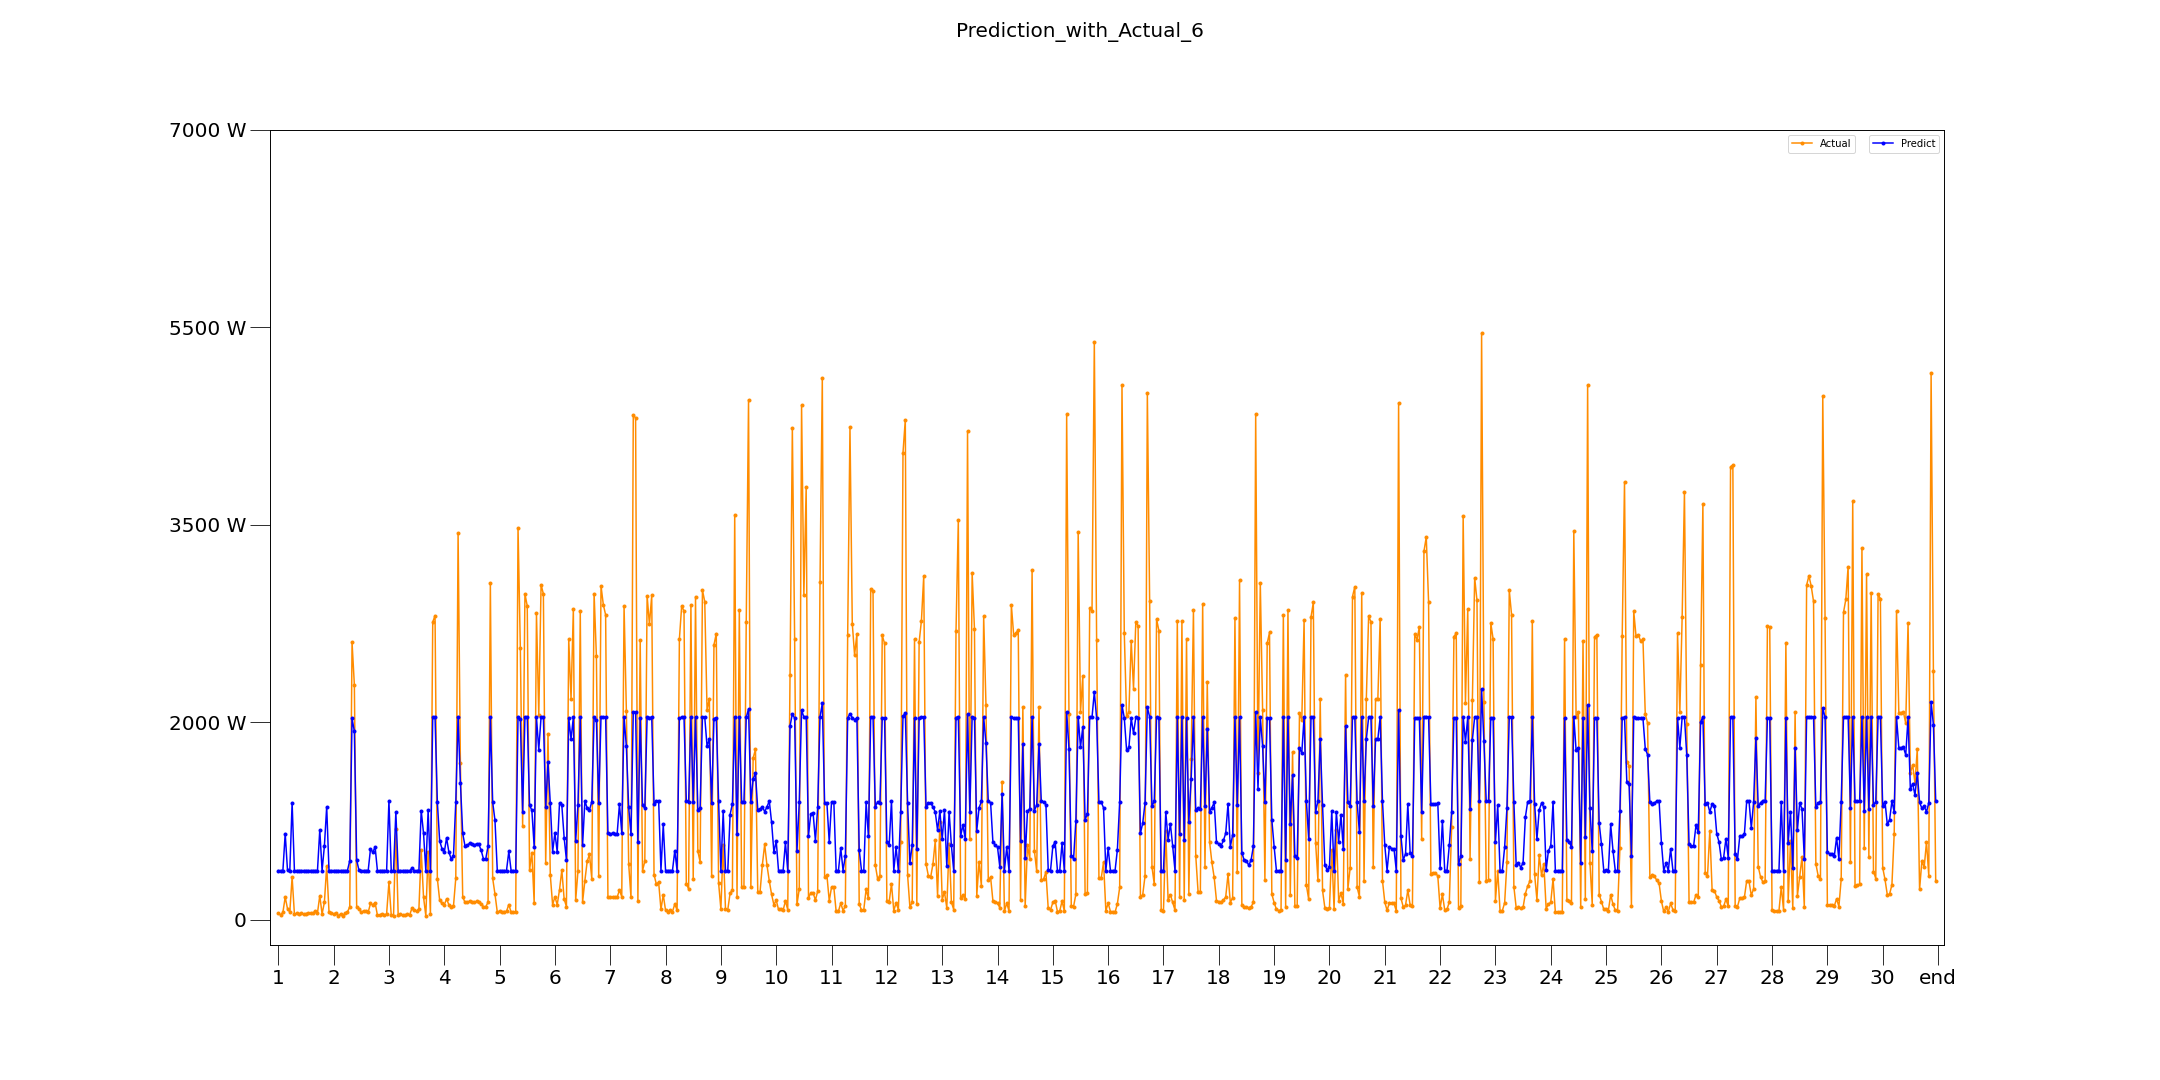 Prediction_with_Actual_6
7000 W
Actual Predict
5500 W
3500 W
2000 W
0
1 2 3 4 5 6 7 8 9 10 11 12 13 14 15 16 17 18 19 20 21 22 23 24 25 26 27 28 29 30 end